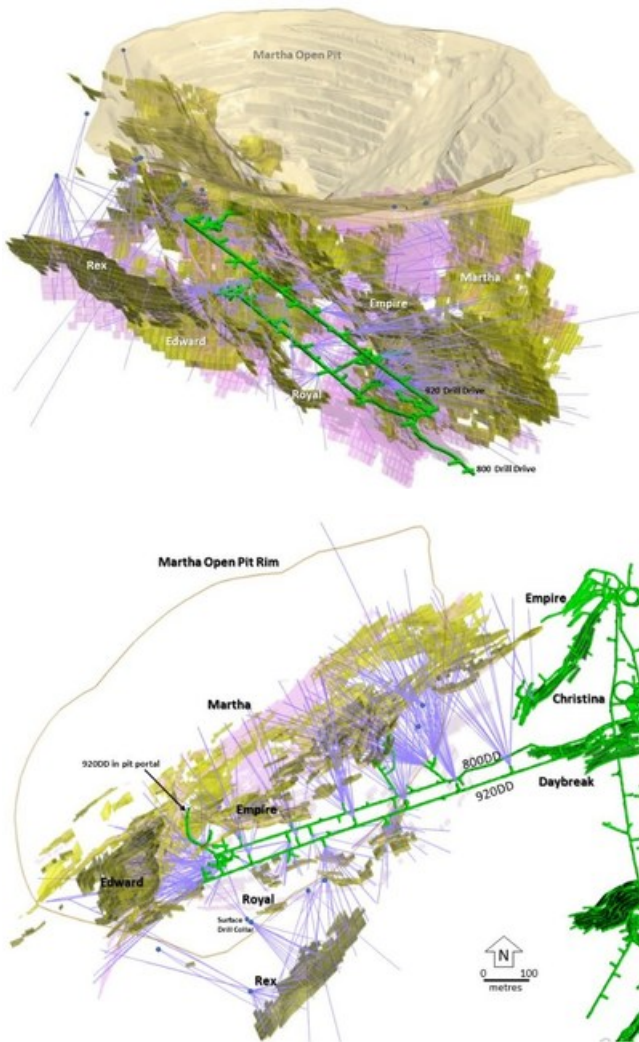 Martha Open Pit
Rex
Martha
Empire
Edward
Royal
920 Drill Drive
800 Drill Drive
Martha Open Pit Rim
Empire
Christina
Martha
920DD in pit portal
800DD
Daybreak
920DD
Empire
Edward
Royal
Surface
Drill Collar
Rex
N
0 100
metres